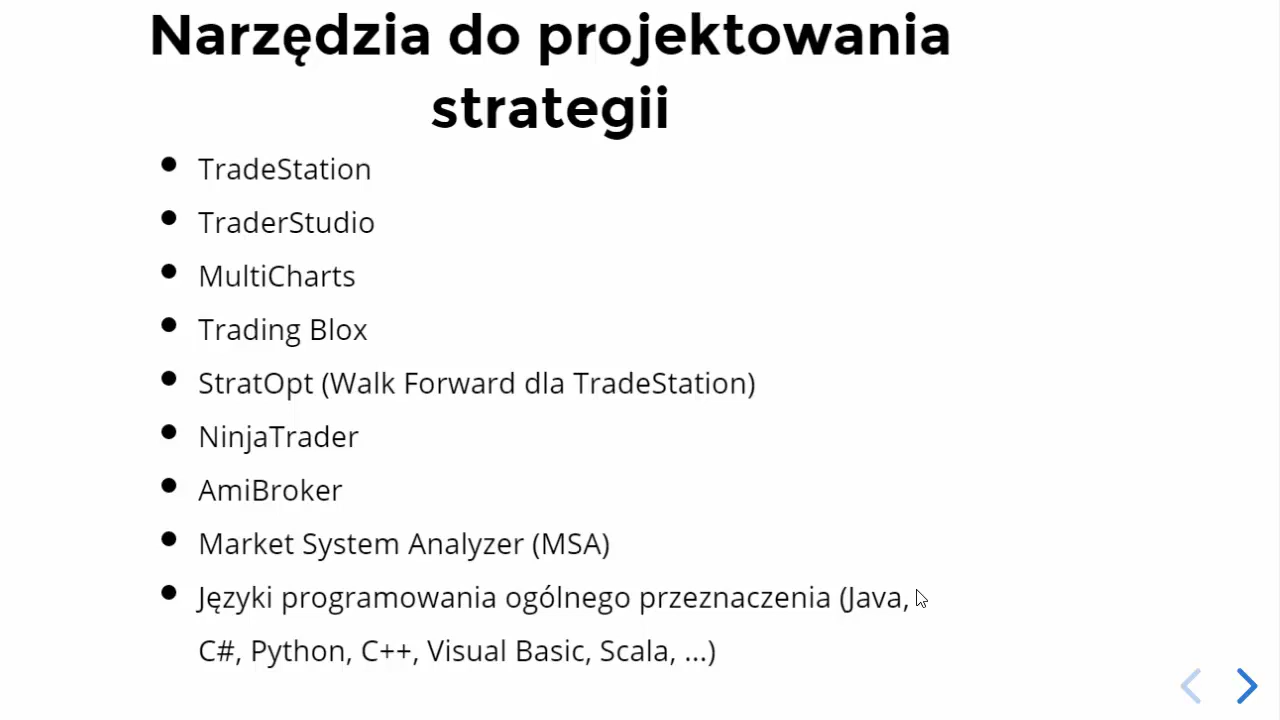 Narzędzia do projektowania
strategii
TradeStation
TraderStudio
MultiCharts
Trading Blox
StratOpt (Walk Forward dla TradeStation)
NinjaTrader
AmiBroker
Market System Analyzer (MSA)
Języki programowania ogólnego przeznaczenia (Java,
C#, Python, C++, Visual Basic, Scala, ...)